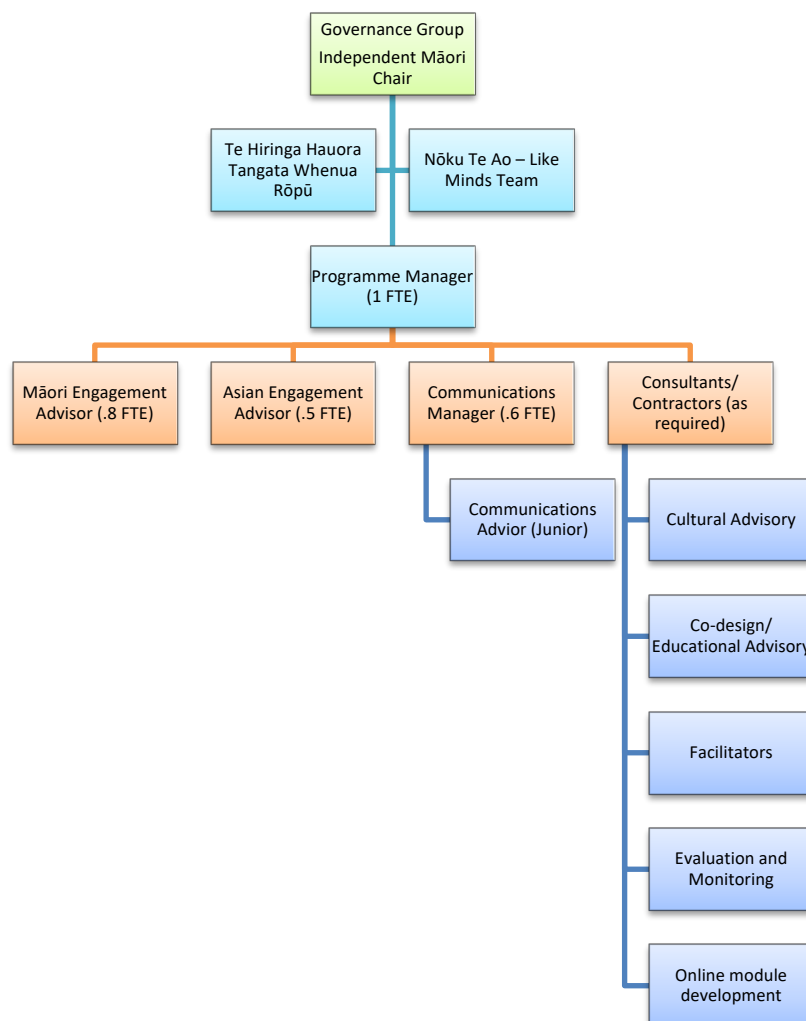 Governance Group
Independent Māori
Chair
Te Hiringa Hauora
Tangata Whenua
Rōpū
Nōku Te Ao – Like
Minds Team
Programme Manager
(1 FTE)
Māori Engagement
Advisor (.8 FTE)
Asian Engagement
Advisor (.5 FTE)
Communications
Manager (.6 FTE)
Consultants/
Contractors (as
required)
Communications
Advior (Junior)
Cultural Advisory
Co-design/
Educational Advisory
Facilitators
Evaluation and
Monitoring
Online module
development